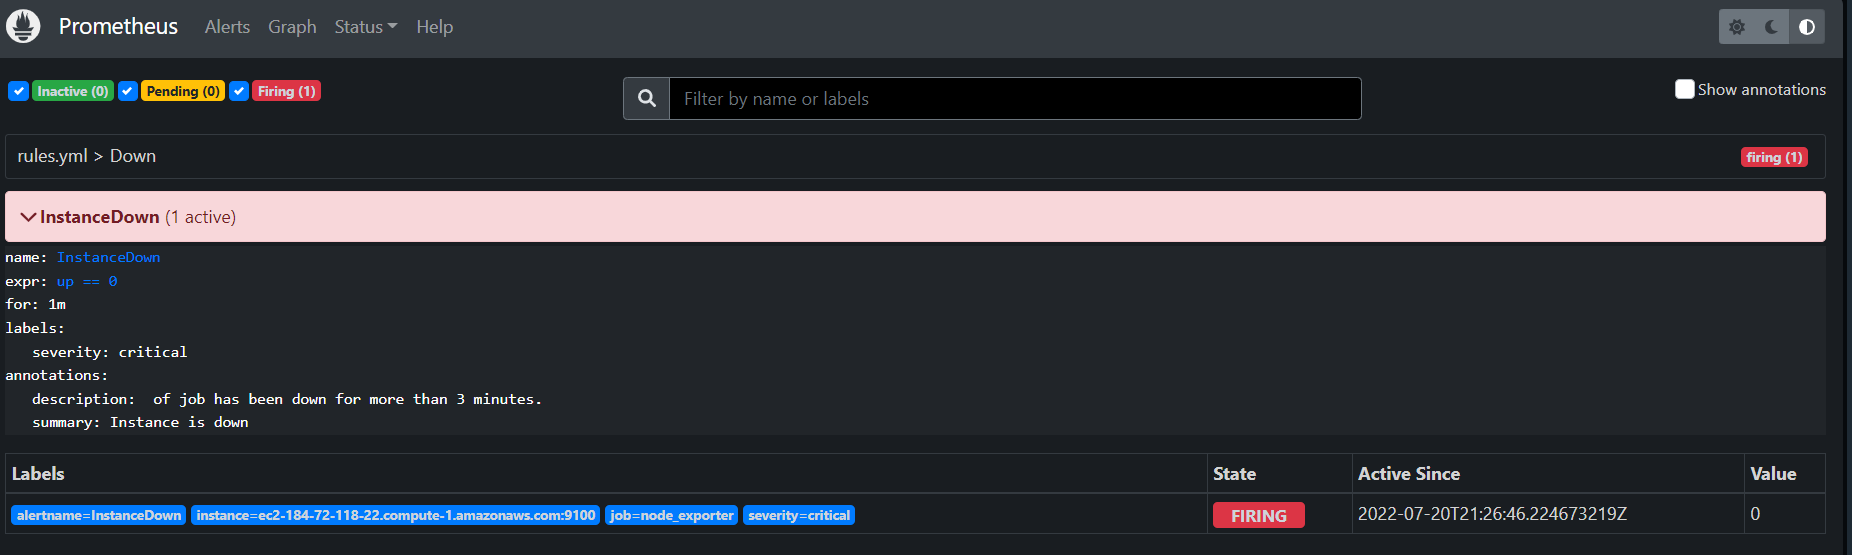 Prometheus Alerts Graph Status Help
Inactive (0) Pending (0) Firing (1) Filter by name or labels Show annotations
rules.yml > Down firing (1)
InstanceDown (1 active)
name: InstanceDown
expr: up == 0
for: 1m
labels:
severity: critical
annotations:
description:  of job has been down for more than 3 minutes.
summary: Instance is down
Labels State Active Since Value
alertname=InstanceDown instance=ec2-184-72-118-22.compute-1.amazonaws.com:9100 job=node_exporter severity=critical FIRING 2022-07-20T21:26:46.224673219Z 0